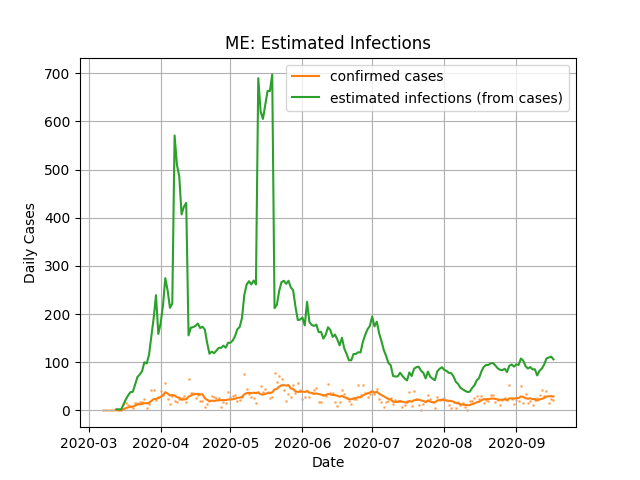 ME: Estimated Infections
confirmed cases
estimated infections (from cases)
700
600
500
400
300
200
100
0
Daily Cases
2020-03 2020-04 2020-05 2020-06 2020-07 2020-08 2020-09
Date